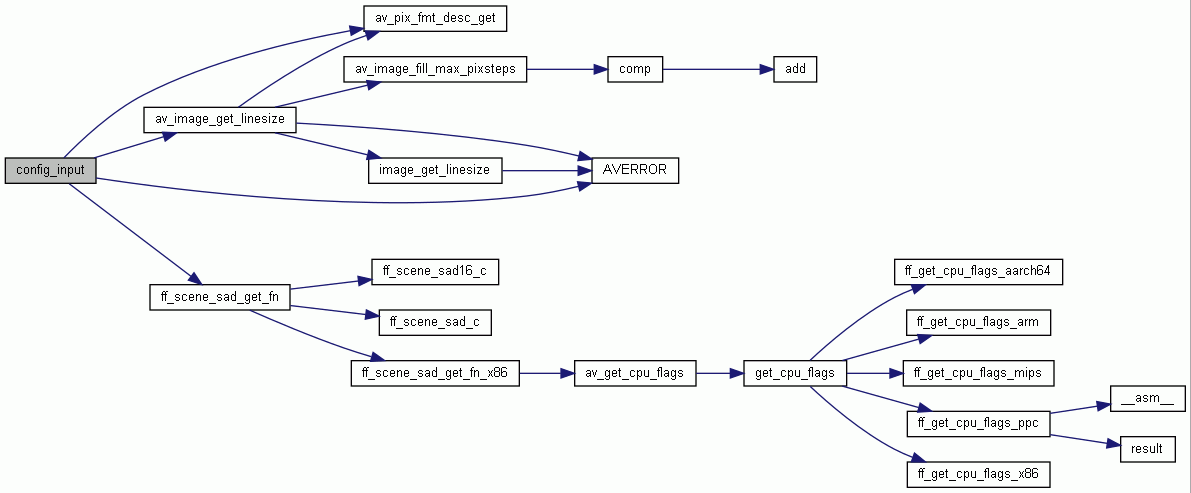 av_pix_fmt_desc_get
av_image_fill_max_pixsteps
comp
add
av_image_get_linesize
config_input
image_get_linesize
AVERROR
ff_scene_sad_get_fn
ff_scene_sad16_c
ff_scene_sad_c
ff_scene_sad_get_fn_x86
av_get_cpu_flags
get_cpu_flags
ff_get_cpu_flags_aarch64
ff_get_cpu_flags_arm
ff_get_cpu_flags_mips
ff_get_cpu_flags_ppc
__asm__
result
ff_get_cpu_flags_x86